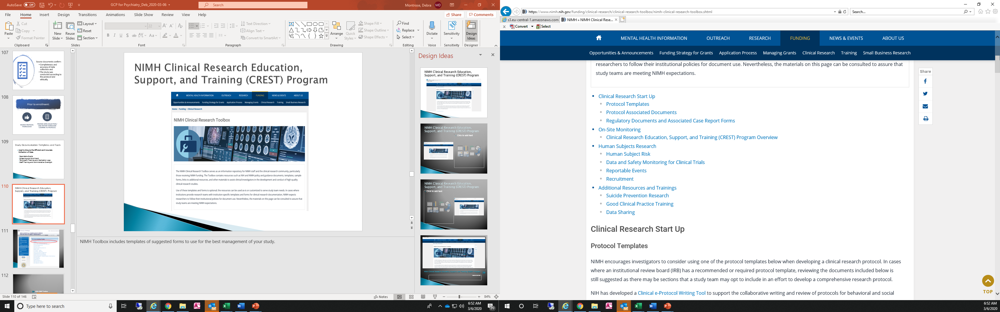 AutoSave Off
GCP for Psychiatry_Deb_2020-03-06
Search
Montrose, Debra MD
File Home Insert Design Transitions Animations Slide Show Review View Help
Share Comments
Paste
Cut
Copy
Format Painter
Clipboard
New Slide
Reuse Slides
Layout
Reset
Section
Slides
22
Font
Text Direction
Align Text
Convert to SmartArt
Paragraph
Arrange
Quick Styles
Shape Fill
Shape Outline
Shape Effects
Drawing
Find
Replace
Select
Editing
Dictate
Voice
Sensitivity
Sensitivity
Design Ideas
Designer
107
Source documents confirm:
• Completeness and
accuracy of data
collection and
• The study was
conducted according to
the protocol and
ethically.
108
Prior to enrollment:
REVIEW PROTOCOL
THOROUGHLY
PREPARE DATA COLLECTION/
CASE REPORT FORMS AND
COMPARE TO PROTOCOL
109
Study Documentation Templates and Tools
Used to Ensure the Efficient and Accurate
Collection of Data
Reportable Events
Screening and Enrollment
Participant Tracking and Medication Logs
Staff Training and Administrative Oversight
110
NIMH Clinical Research Education,
Support, and Training (CREST) Program
111
112
NIMH Clinical Research Education,
Support, and Training (CREST) Program
MENTAL HEALTH INFORMATION OUTREACH RESEARCH FUNDING NEWS & EVENTS ABOUT US
Opportunities & Announcements Funding Strategy for Grants Application Process Managing Grants Clinical Research Training Small Business Research
Home > Funding > Clinical Research
NIMH Clinical Research Toolbox
The NIMH Clinical Research Toolbox serves as an information repository for NIMH staff and the clinical research community, particularly
those receiving NIMH funding. The Toolbox contains resources such as NIH and NIMH policy and guidance documents, templates, sample
forms, links to additional resources, and other materials to assist clinical investigators in the development and conduct of high-quality
clinical research studies.
Use of these templates and forms is optional; the resources can be used as-is or customized to serve study team needs. In cases where
institutions provide research teams with institution-specific templates and forms for clinical research documentation, NIMH expects
researchers to follow their institutional policies for document use. Nevertheless, the materials on this page can be consulted to assure that
study teams are meeting NIMH expectations.
NIMH Toolbox includes templates of suggested forms to use for the best management of your study.
Design Ideas
NIMH Clinical Research Education,
Support, and Training (CREST) Program
NIMH Clinical Research Education,
Support, and Training (CREST) Program
Click to add text
NIMH Clinical Research Education,
Support, and Training (CREST) Program
Click to add text
Slide 110 of 146
Notes
84%
Type here to search
6:52 AM
3/6/2020
20
https://www.nimh.nih.gov/funding/clinical-research/clinical-research-toolbox/nimh-clinical-research-toolbox.shtml
Search...
s3.eu-central-1.amazonaws.com
NIMH » NIMH Clinical Rese...
x Convert Select
MENTAL HEALTH INFORMATION OUTREACH RESEARCH FUNDING NEWS & EVENTS ABOUT US
Opportunities & Announcements Funding Strategy for Grants Application Process Managing Grants Clinical Research Training Small Business Research
researchers to follow their institutional policies for document use. Nevertheless, the materials on this page can be consulted to assure that
study teams are meeting NIMH expectations.
Share
• Clinical Research Start Up
• Protocol Templates
• Protocol Associated Documents
• Regulatory Documents and Associated Case Report Forms
• On-Site Monitoring
• Clinical Research Education, Support, and Training (CREST) Program Overview
• Human Subjects Research
• Human Subject Risk
• Data and Safety Monitoring for Clinical Trials
• Reportable Events
• Recruitment
• Additional Resources and Trainings
• Suicide Prevention Research
• Good Clinical Practice Training
• Data Sharing
Clinical Research Start Up
Protocol Templates
NIMH encourages investigators to consider using one of the protocol templates below when developing a clinical research protocol. In cases
where an institutional review board (IRB) has a recommended or required protocol template, reviewing the documents included below is
still suggested as there may be sections that a study team may opt to include in an effort to develop a comprehensive research protocol.
NIH has developed a Clinical e-Protocol Writing Tool to support the collaborative writing and review of protocols for behavioral and social
TOP
6:52 AM
3/6/2020